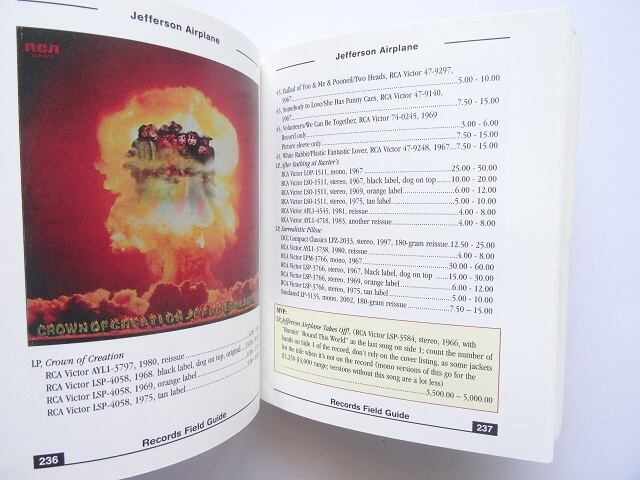 Jefferson Airplane
RCA
CROWN OF CREATION JEFFERSON AIRPLANE
LP, Crown of Creation
RCA Victor AYL1-3797, 1980, reissue
RCA Victor LSP-4058, 1968, black label, dog on top, original
RCA Victor LSP-4058, 1969, orange label
RCA Victor LSP-4058, 1975, tan label
Records Field Guide
236
Jefferson Airplane
45, Ballad of You & Me & Pooneil/Two Heads, RCA Victor 47-9297,
1967 5.00 - 10.00
45, Somebody to Love/She Has Funny Cars, RCA Victor 47-9140,
1967 7.50 - 15.00
45, Volunteers/We Can Be Together, RCA Victor 74-0245, 1969
Record only 3.00 - 6.00
Picture sleeve only 7.50 - 15.00
45, White Rabbit/Plastic Fantastic Lover, RCA Victor 47-9248, 1967...7.50 - 15.00
LP, After Bathing at Baxter's
RCA Victor LOP-1511, mono, 1967 25.00 - 50.00
RCA Victor LSO-1511, stereo, 1967, black label, dog on top 10.00 - 20.00
RCA Victor LSO-1511, stereo, 1969, orange label 6.00 - 12.00
RCA Victor LSO-1511, stereo, 1975, tan label 5.00 - 10.00
RCA Victor AFL1-4545, 1981, reissue 4.00 - 8.00
RCA Victor AYL1-4718, 1983, another reissue 4.00 - 8.00
LP, Surrealistic Pillow
DCC Compact Classics LPZ-2033, stereo, 1997, 180-gram reissue.12.50 - 25.00
RCA Victor AYL1-3738, 1980, reissue 4.00 - 8.00
RCA Victor LPM-3766, mono, 1967 30.00 - 60.00
RCA Victor LSP-3766, stereo, 1967, black label, dog on top 15.00 - 30.00
RCA Victor LSP-3766, stereo, 1969, orange label 6.00 - 12.00
RCA Victor LSP-3766, stereo, 1975, tan label 5.00 - 10.00
Sundazed LP-5135, mono, 2002, 180-gram reissue 7.50 – 15.00
MVP:
LP, Jefferson Airplane Takes Off!, (RCA Victor LSP-3584, stereo, 1966, with
"Runnin' 'Round This World" as the last song on side 1; count the number of
bands on Side 1 of the record, don't rely on the cover listing, as some jackets
list the title when it's not on the record (mono versions of this go for the
$1,250-$3,000 range; versions without this song are a lot less)
3,500.00 – 5,000.00
Records Field Guide
237